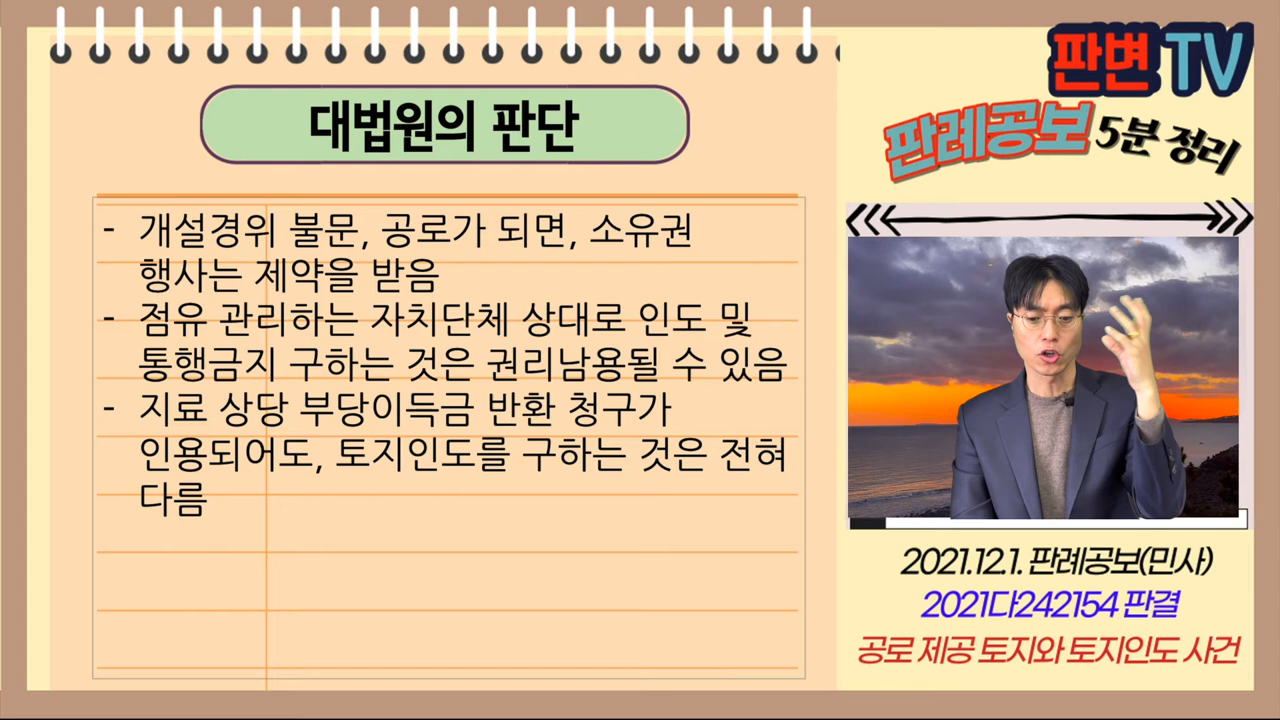 대법원의 판단
- 개설경위 불문, 공로가 되면, 소유권
행사는 제약을 받음
- 점유 관리하는 자치단체 상대로 인도 및
통행금지 구하는 것은 권리남용될 수 있음
- 지료 상당 부당이득금 반환 청구가
인용되어도, 토지인도를 구하는 것은 전혀
다름
판변 TV
판례공보 5분 정리
2021.12.1. 판례공보(민사)
2021다242154 판결
공로 제공 토지와 토지인도 사건